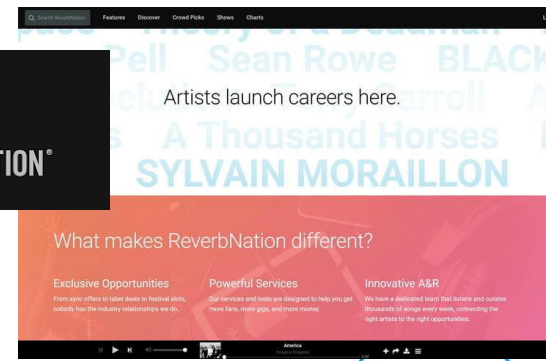 Search ReverbNation Features Discover Crowd Picks Shows Charts
Theory of a Deadman
Pell Sean Rowe BLACK
Artists launch careers here.
A Thousand Horses
SYLVAIN MORAILLON
TION®
What makes ReverbNation different?
Exclusive Opportunities
From sync offers to label deals to festival slots,
nobody has the industry relationships we do.
Powerful Services
Our services and tools are designed to help you get
more fans, more gigs, and more money.
Innovative A&R
We have a dedicated team that listens and curates
thousands of songs every week, connecting the
right artists to the right opportunities.
America
Imagine Dragons